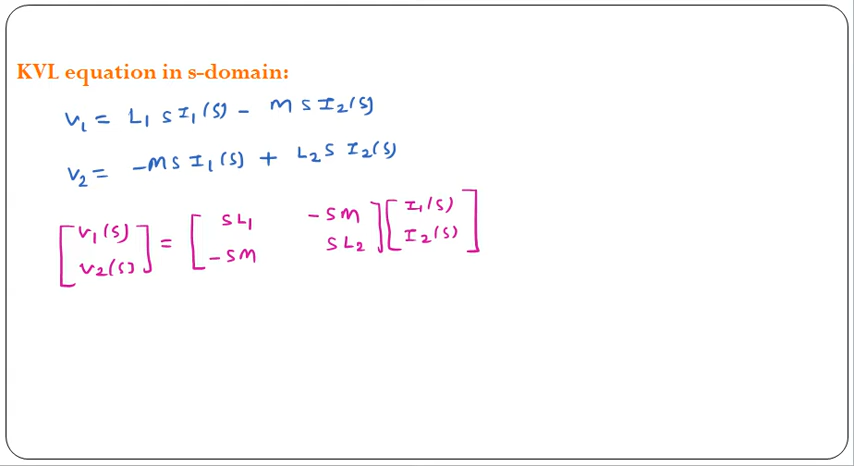 KVL equation in s-domain:
V₁ = L₁ s I₁(s) - M s I₂(s)
V₂ = -M s I₁(s) + L₂ s I₂(s)
[V₁(s) V₂(s)] = [sL₁ -sM -sM sL₂] [I₁(s) I₂(s)]